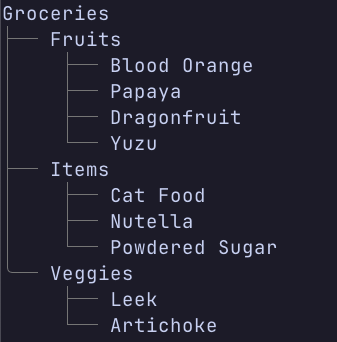 Groceries
Fruits
Blood Orange
Papaya
Dragonfruit
Yuzu
Items
Cat Food
Nutella
Powdered Sugar
Veggies
Leek
Artichoke